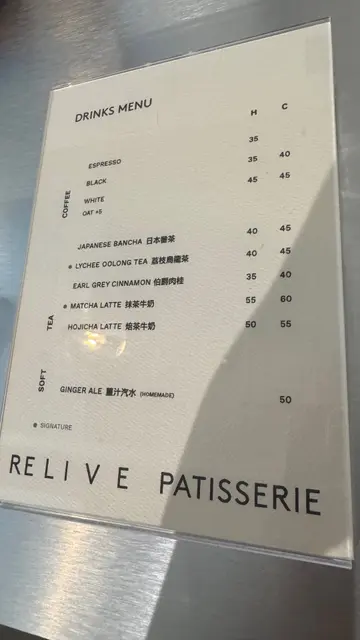 DRINKS MENU
H C
COFFEE
ESPRESSO 35
BLACK 35 40
WHITE 45 45
OAT +5
TEA
JAPANESE BANCHA 日本番茶 40 45
● LYCHEE OOLONG TEA 荔枝烏龍茶 40 45
EARL GREY CINNAMON 伯爵肉桂 35 40
● MATCHA LATTE 抹茶牛奶 55 60
HOJICHA LATTE 焙茶牛奶 50 55
SOFT
GINGER ALE 薑汁汽水 (HOMEMADE) 50
● SIGNATURE
RELIVE PATISSERIE